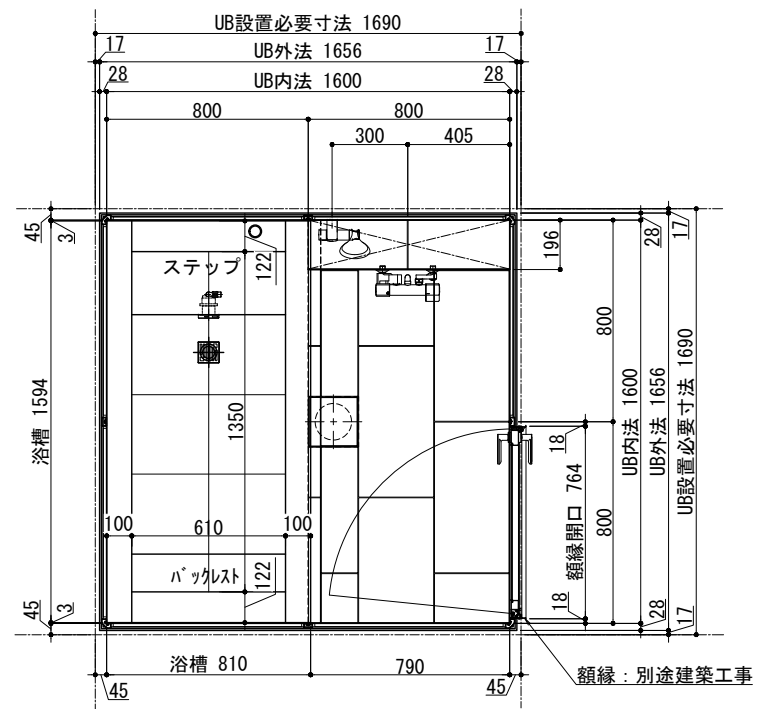 UB設置必要寸法 1690
17 UB外法 1656 17
28 UB内法 1600 28
800 800
300 405
45
3
ステップ
122
196
28
17
800
浴槽 1594
1350
UB内法 1600
UB外法 1656
UB設置必要寸法 1690
18
額縁開口 764
800
100 610 100
バックレスト
122
18
45
3
28
17
浴槽 810 790
45 45
額縁：別途建築工事